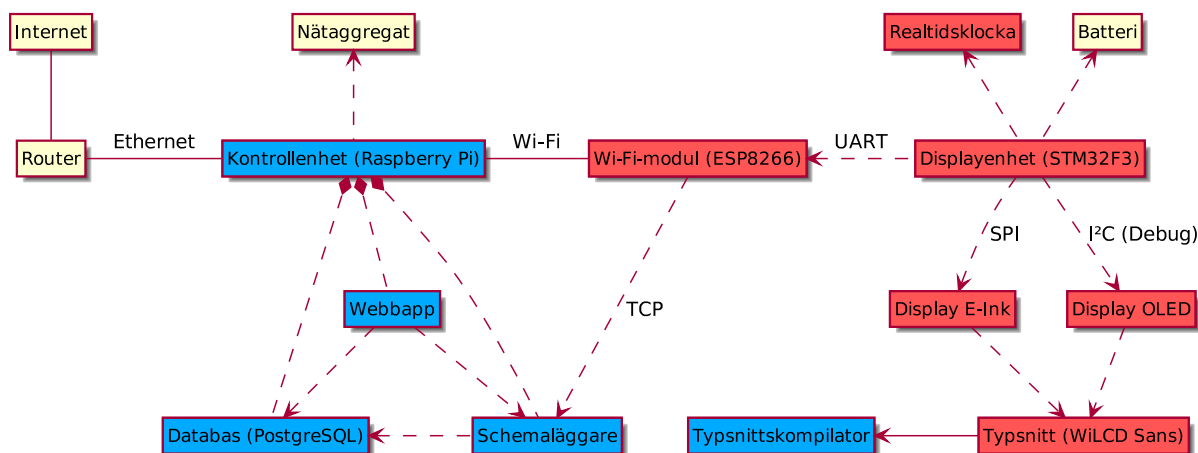 Internet
Nätaggregat
Realtidsklocka
Batteri
Ethernet
Wi-Fi
UART
Router
Kontrollenhet (Raspberry Pi)
Wi-Fi-modul (ESP8266)
Displayenhet (STM32F3)
SPI
I²C (Debug)
Webbapp
TCP
Display E-Ink
Display OLED
Databas (PostgreSQL)
Schemaläggare
Typsnittskompilator
Typsnitt (WiLCD Sans)